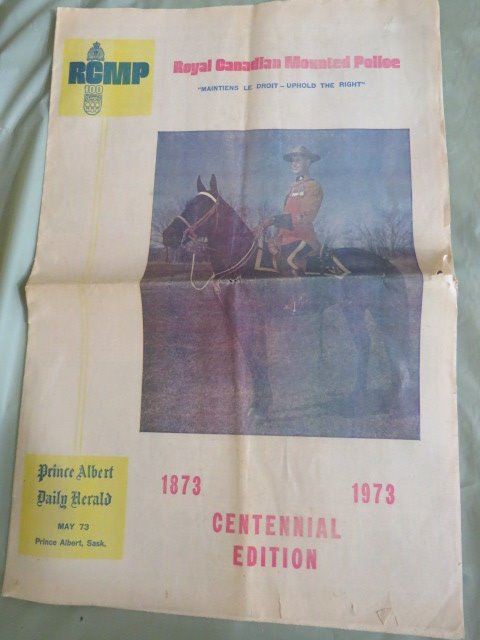 RCMP
100
Royal Canadian Mounted Police
"MAINTIENS LE DROIT – UPHOLD THE RIGHT"
Prince Albert
Daily Herald
MAY 73
Prince Albert, Sask.
1873 1973
CENTENNIAL
EDITION